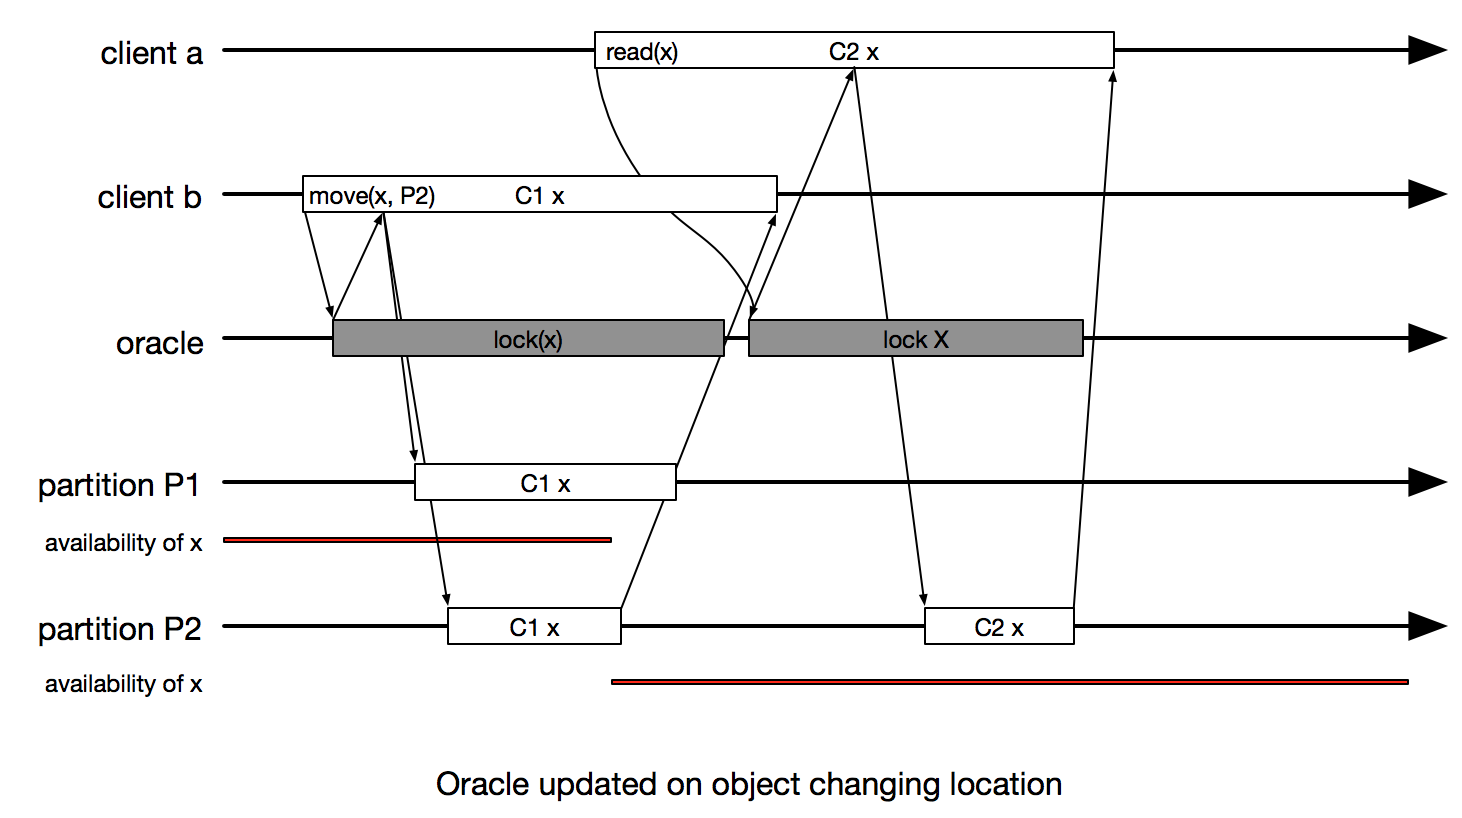 client a
read(x) C2 x
client b
move(x, P2) C1 x
oracle
lock(x)
lock X
partition P1
C1 x
availability of x
partition P2
C1 x
C2 x
availability of x
Oracle updated on object changing location